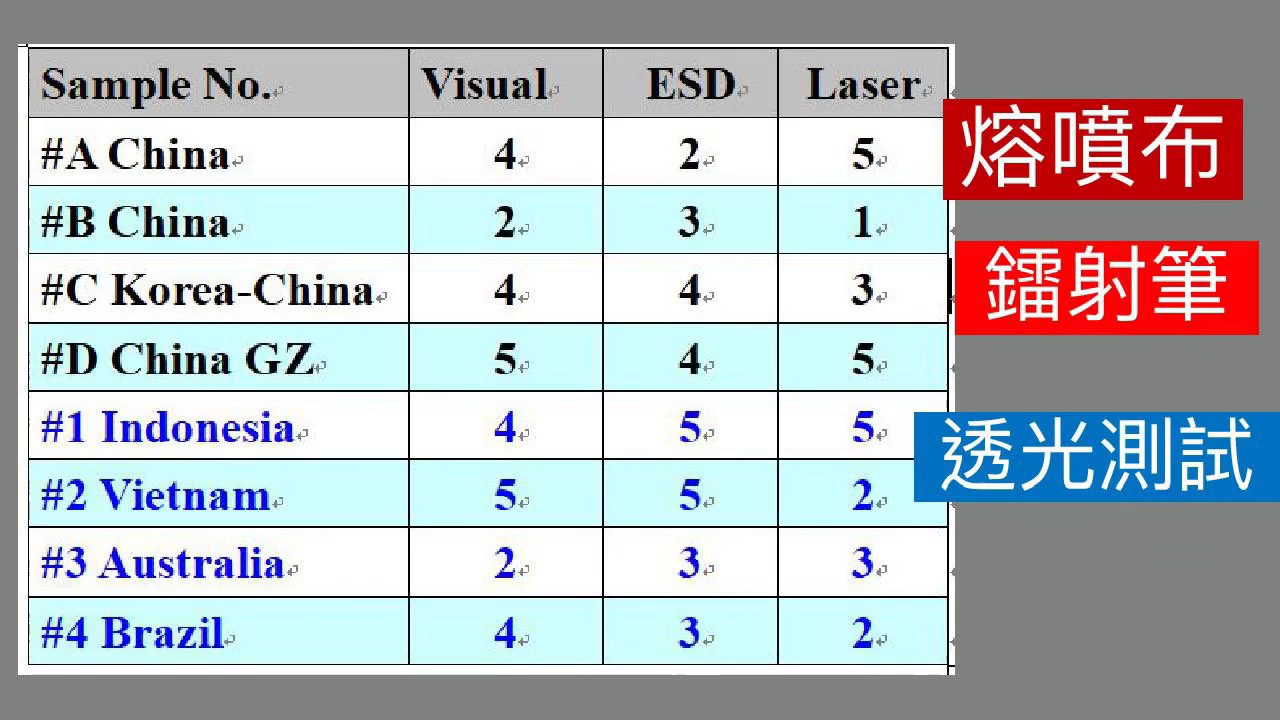 Sample No. Visual ESD Laser
#A China 4 2 5
#B China 2 3 1
#C Korea-China 4 4 3
#D China GZ 5 4 5
#1 Indonesia 4 5 5
#2 Vietnam 5 5 2
#3 Australia 2 3 3
#4 Brazil 4 3 2
熔噴布
鐳射筆
透光測試